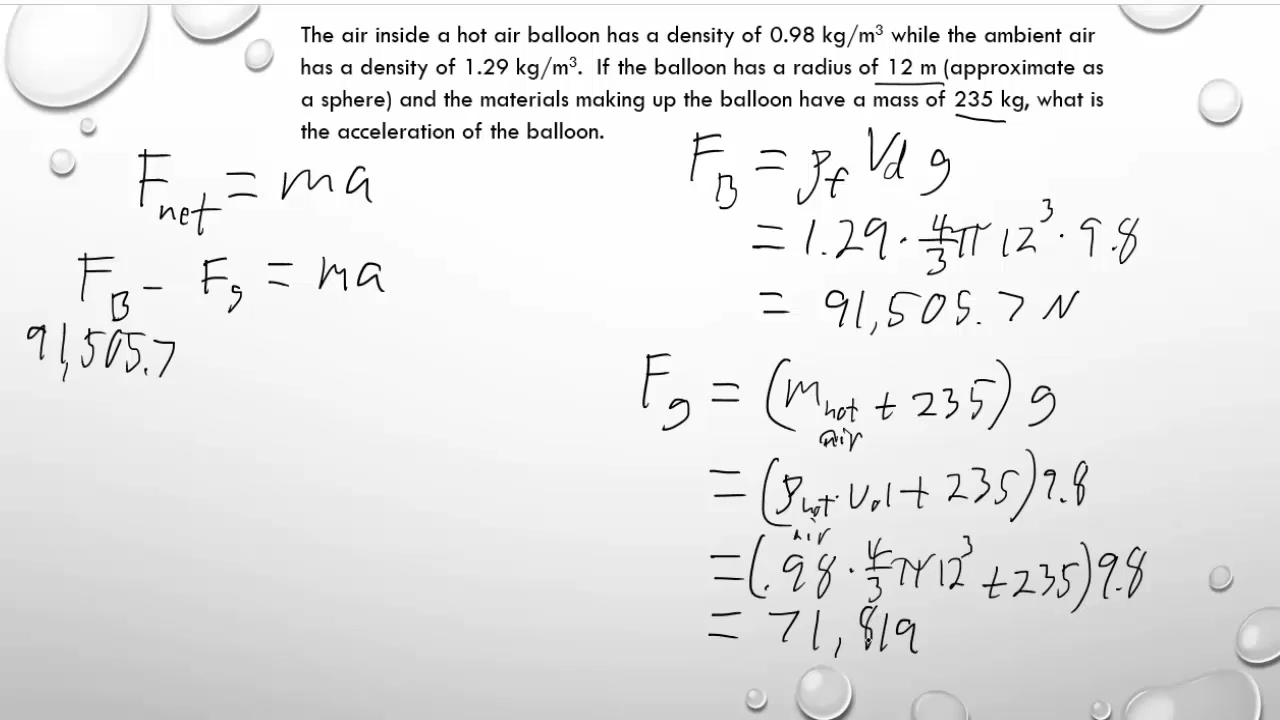 The air inside a hot air balloon has a density of 0.98 kg/m³ while the ambient air
has a density of 1.29 kg/m³. If the balloon has a radius of 12 m (approximate as
a sphere) and the materials making up the balloon have a mass of 235 kg, what is
the acceleration of the balloon.
F_net = ma
F_B - F_g = ma
91,505.7
F_B = ρ_f Vd g
= 1.29 · 4/3 π 12³ · 9.8
= 91,505.7 N
F_g = (m_hot air + 235) g
= (ρ_hot air · Vol + 235) 9.8
= (.98 · 4/3 π 12³ + 235) 9.8
= 71,819